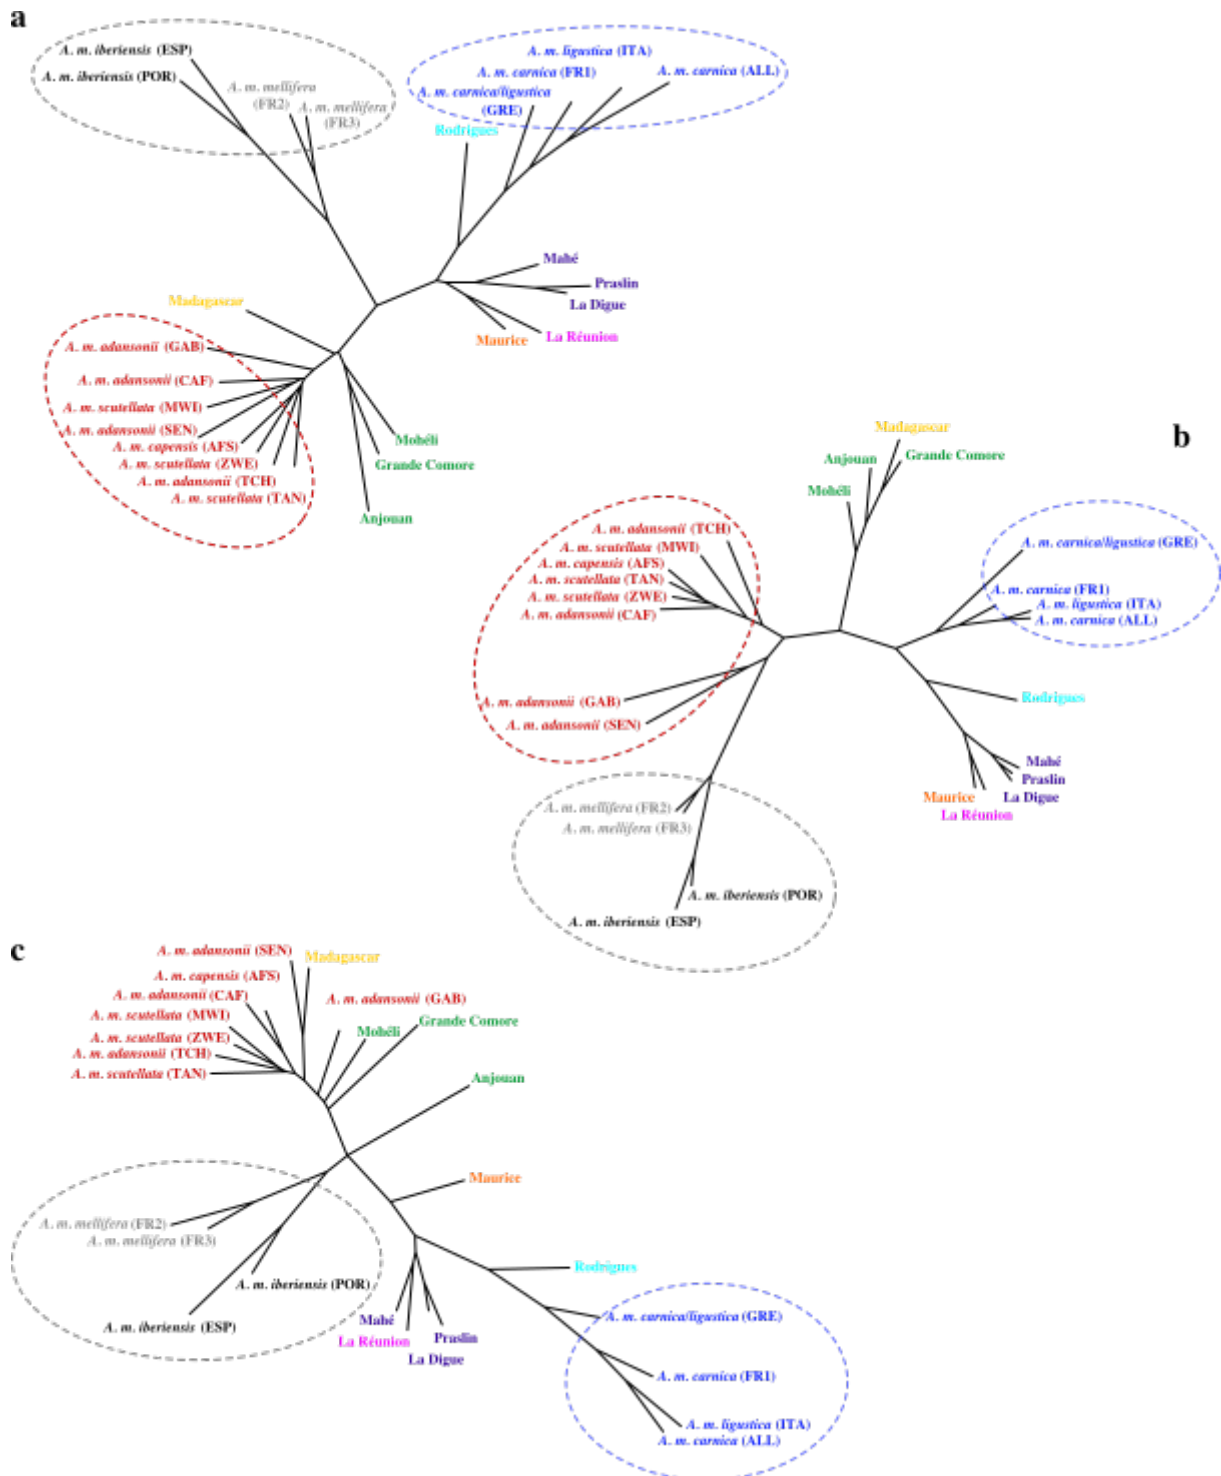 a
A. m. iberiensis (ESP)
A. m. iberiensis (POR)
A. m. mellifera
(FR2)
A. m. mellifera
(FR3)
A. m. ligustica (ITA)
A. m. carnica (FR1)
A. m. carnica (ALL)
A. m. carnica/ligustica
(GRE)
Rodrigues
Mahé
Praslin
La Digue
La Réunion
Maurice
Madagascar
A. m. adansonii (GAB)
A. m. adansonii (CAF)
A. m. scutellata (MWI)
A. m. adansonii (SEN)
A. m. capensis (AFS)
A. m. scutellata (ZWE)
A. m. adansonii (TCH)
A. m. scutellata (TAN)
Mohéli
Grande Comore
Anjouan
b
Madagascar
Grande Comore
Anjouan
Mohéli
A. m. adansonii (TCH)
A. m. scutellata (MWI)
A. m. capensis (AFS)
A. m. scutellata (TAN)
A. m. scutellata (ZWE)
A. m. adansonii (CAF)
A. m. adansonii (GAB)
A. m. adansonii (SEN)
A. m. carnica/ligustica (GRE)
A. m. carnica (FR1)
A. m. ligustica (ITA)
A. m. carnica (ALL)
Rodrigues
Mahé
Praslin
La Digue
Maurice
La Réunion
A. m. mellifera (FR2)
A. m. mellifera (FR3)
A. m. iberiensis (POR)
A. m. iberiensis (ESP)
c
A. m. adansonii (SEN)
Madagascar
A. m. capensis (AFS)
A. m. adansonii (CAF)
A. m. adansonii (GAB)
A. m. scutellata (MWI)
Mohéli
Grande Comore
A. m. scutellata (ZWE)
A. m. adansonii (TCH)
A. m. scutellata (TAN)
Anjouan
Maurice
A. m. mellifera (FR2)
A. m. mellifera (FR3)
A. m. iberiensis (POR)
A. m. iberiensis (ESP)
Rodrigues
Mahé
La Réunion
Praslin
La Digue
A. m. carnica/ligustica (GRE)
A. m. carnica (FR1)
A. m. ligustica (ITA)
A. m. carnica (ALL)